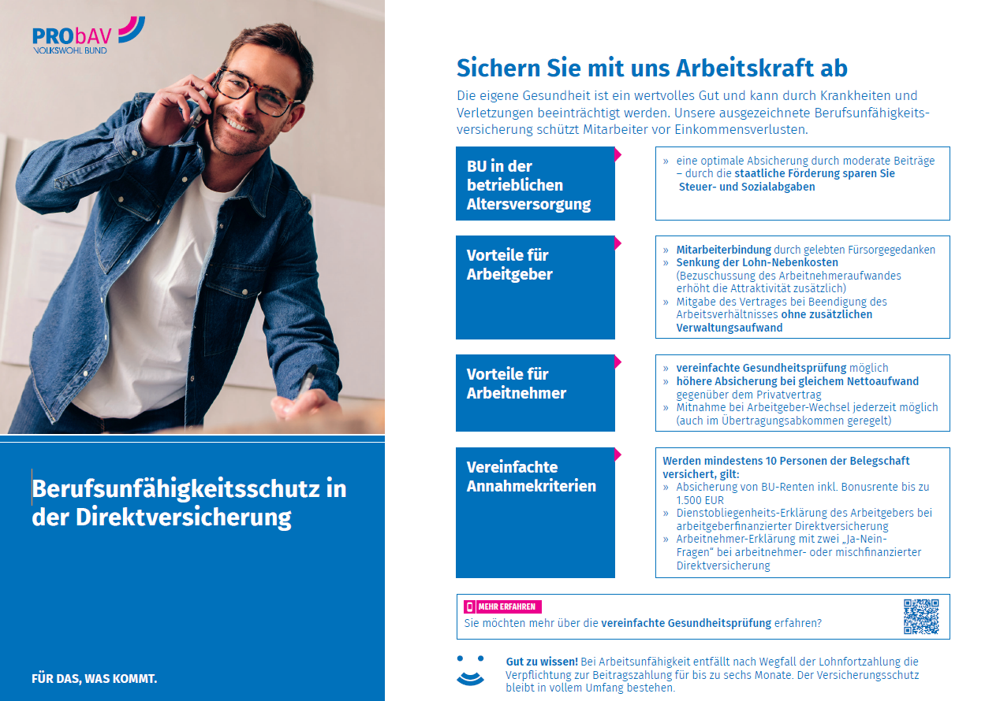 PRObAV
VOLKSWOHL BUND
Berufsunfähigkeitsschutz in
der Direktversicherung
FÜR DAS, WAS KOMMT.
Sichern Sie mit uns Arbeitskraft ab
Die eigene Gesundheit ist ein wertvolles Gut und kann durch Krankheiten und
Verletzungen beeinträchtigt werden. Unsere ausgezeichnete Berufsunfähigkeits-
versicherung schützt Mitarbeiter vor Einkommensverlusten.
BU in der
betrieblichen
Altersversorgung
» eine optimale Absicherung durch moderate Beiträge
– durch die staatliche Förderung sparen Sie
Steuer- und Sozialabgaben
Vorteile für
Arbeitgeber
» Mitarbeiterbindung durch gelebten Fürsorgegedanken
» Senkung der Lohn-Nebenkosten
(Bezuschussung des Arbeitnehmeraufwandes
erhöht die Attraktivität zusätzlich)
» Mitgabe des Vertrages bei Beendigung des
Arbeitsverhältnisses ohne zusätzlichen
Verwaltungsaufwand
Vorteile für
Arbeitnehmer
» vereinfachte Gesundheitsprüfung möglich
» höhere Absicherung bei gleichem Nettoaufwand
gegenüber dem Privatvertrag
» Mitnahme bei Arbeitgeber-Wechsel jederzeit möglich
(auch im Übertragungsabkommen geregelt)
Vereinfachte
Annahmekriterien
Werden mindestens 10 Personen der Belegschaft
versichert, gilt:
» Absicherung von BU-Renten inkl. Bonusrente bis zu
1.500 EUR
» Dienstobliegenheits-Erklärung des Arbeitgebers bei
arbeitgeberfinanzierter Direktversicherung
» Arbeitnehmer-Erklärung mit zwei „Ja-Nein-
Fragen“ bei arbeitnehmer- oder mischfinanzierter
Direktversicherung
MEHR ERFAHREN
Sie möchten mehr über die vereinfachte Gesundheitsprüfung erfahren?
Gut zu wissen! Bei Arbeitsunfähigkeit entfällt nach Wegfall der Lohnfortzahlung die
Verpflichtung zur Beitragszahlung für bis zu sechs Monate. Der Versicherungsschutz
bleibt in vollem Umfang bestehen.